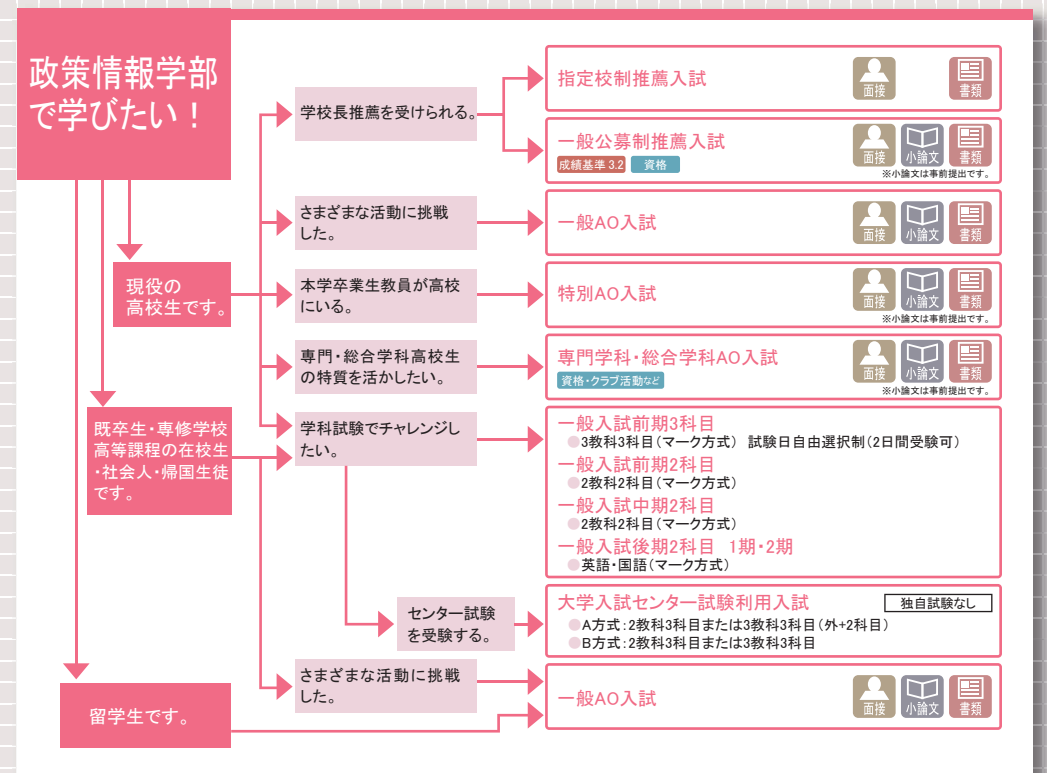 政策情報学部
で学びたい！
現役の
高校生です。
既卒生・専修学校
高等課程の在校生
・社会人・帰国生徒
です。
留学生です。
学校長推薦を受けられる。
さまざまな活動に挑戦
した。
本学卒業生教員が高校
にいる。
専門・総合学科高校生
の特質を活かしたい。
学科試験でチャレンジし
たい。
センター試験
を受験する。
さまざまな活動に挑戦
した。
指定校制推薦入試
面接 書類
一般公募制推薦入試
成績基準 3.2 資格
面接 小論文 書類
※小論文は事前提出です。
一般AO入試
面接 小論文 書類
特別AO入試
面接 小論文 書類
※小論文は事前提出です。
専門学科・総合学科AO入試
資格・クラブ活動など
面接 小論文 書類
※小論文は事前提出です。
一般入試前期3科目
●3教科3科目（マーク方式） 試験日自由選択制（2日間受験可）
一般入試前期2科目
●2教科2科目（マーク方式）
一般入試中期2科目
●2教科2科目（マーク方式）
一般入試後期2科目 1期・2期
●英語・国語（マーク方式）
大学入試センター試験利用入試 独自試験なし
●A方式：2教科3科目または3教科3科目（外+2科目）
●B方式：2教科3科目または3教科3科目
一般AO入試
面接 小論文 書類